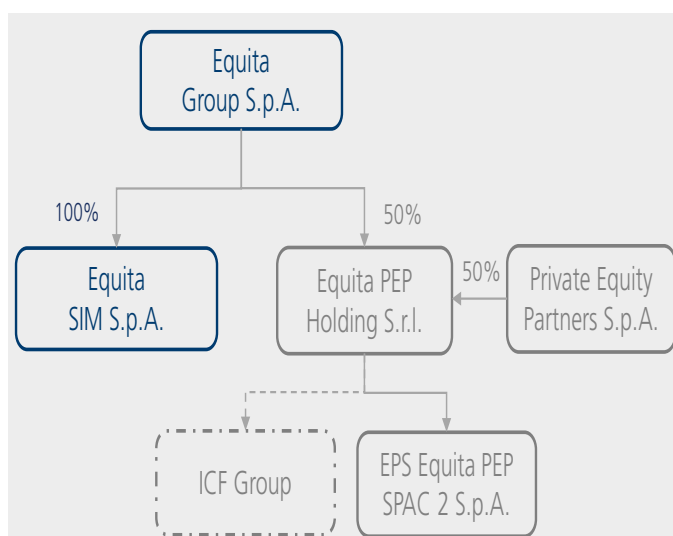 Equita
Group S.p.A.
100%
50%
Equita
SIM S.p.A.
Equita PEP
Holding S.r.l.
50%
Private Equity
Partners S.p.A.
ICF Group
EPS Equita PEP
SPAC 2 S.p.A.